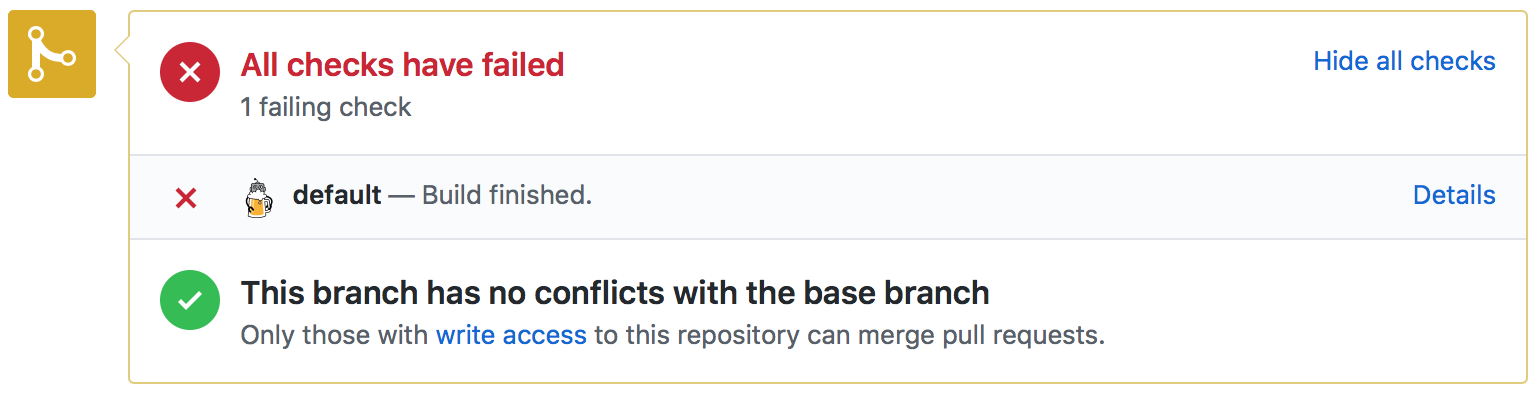 All checks have failed
Hide all checks
1 failing check
default — Build finished.
Details
This branch has no conflicts with the base branch
Only those with write access to this repository can merge pull requests.